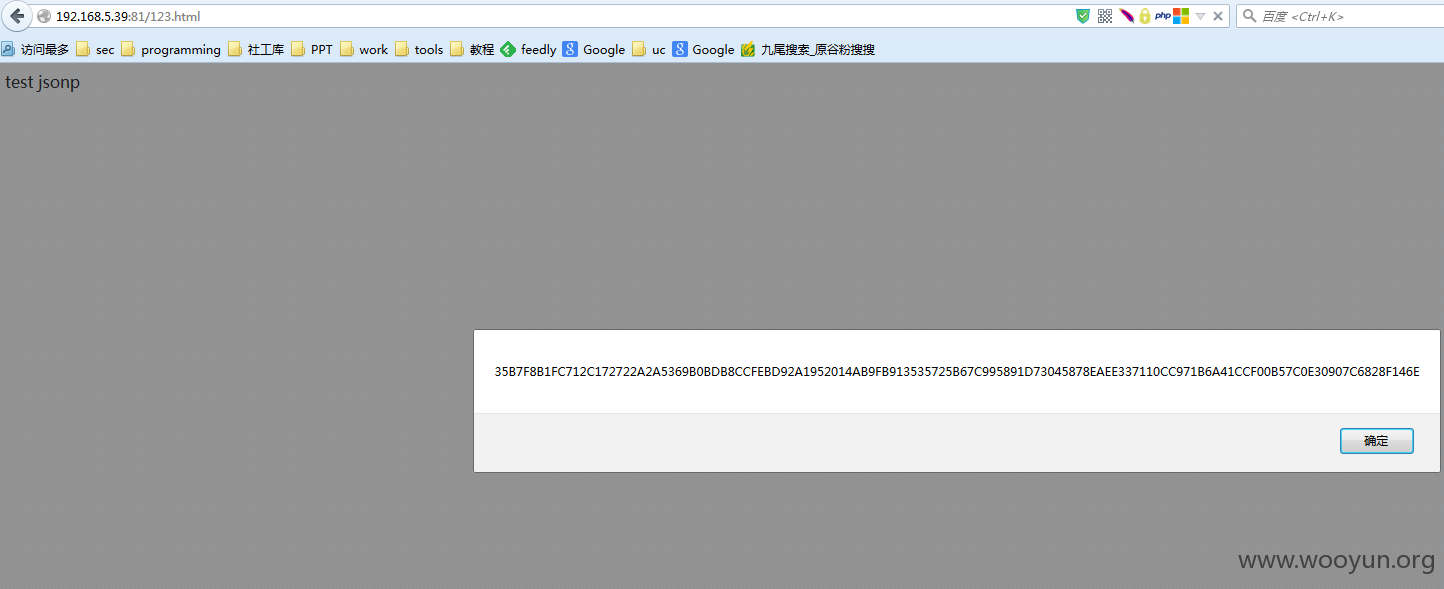 192.168.5.39:81/123.html
php
百度 <Ctrl+K>
访问最多 sec programming 社工库 PPT work tools 教程 feedly Google uc Google 九尾搜索_原谷粉搜搜
test jsonp
35B7F8B1FC712C172722A2A5369B0BDB8CCFEBD92A1952014AB9FB913535725B67C995891D73045878EAEE337110CC971B6A41CCF00B57C0E30907C6828F146E
确定
www.wooyun.org